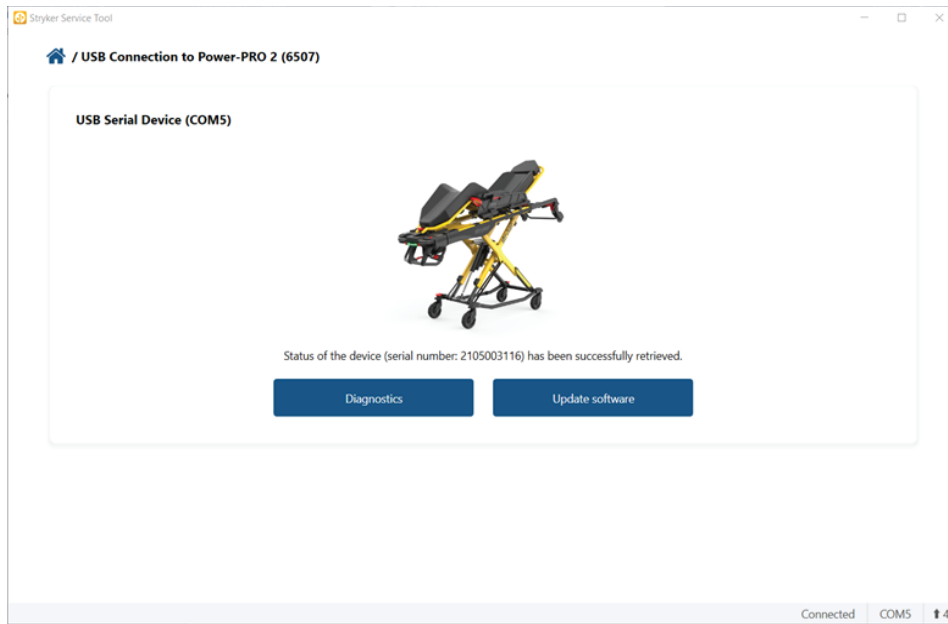 Stryker Service Tool
/ USB Connection to Power-PRO 2 (6507)
USB Serial Device (COM5)
Status of the device (serial number: 2105003116) has been successfully retrieved.
Diagnostics
Update software
Connected
COM5
⬆4